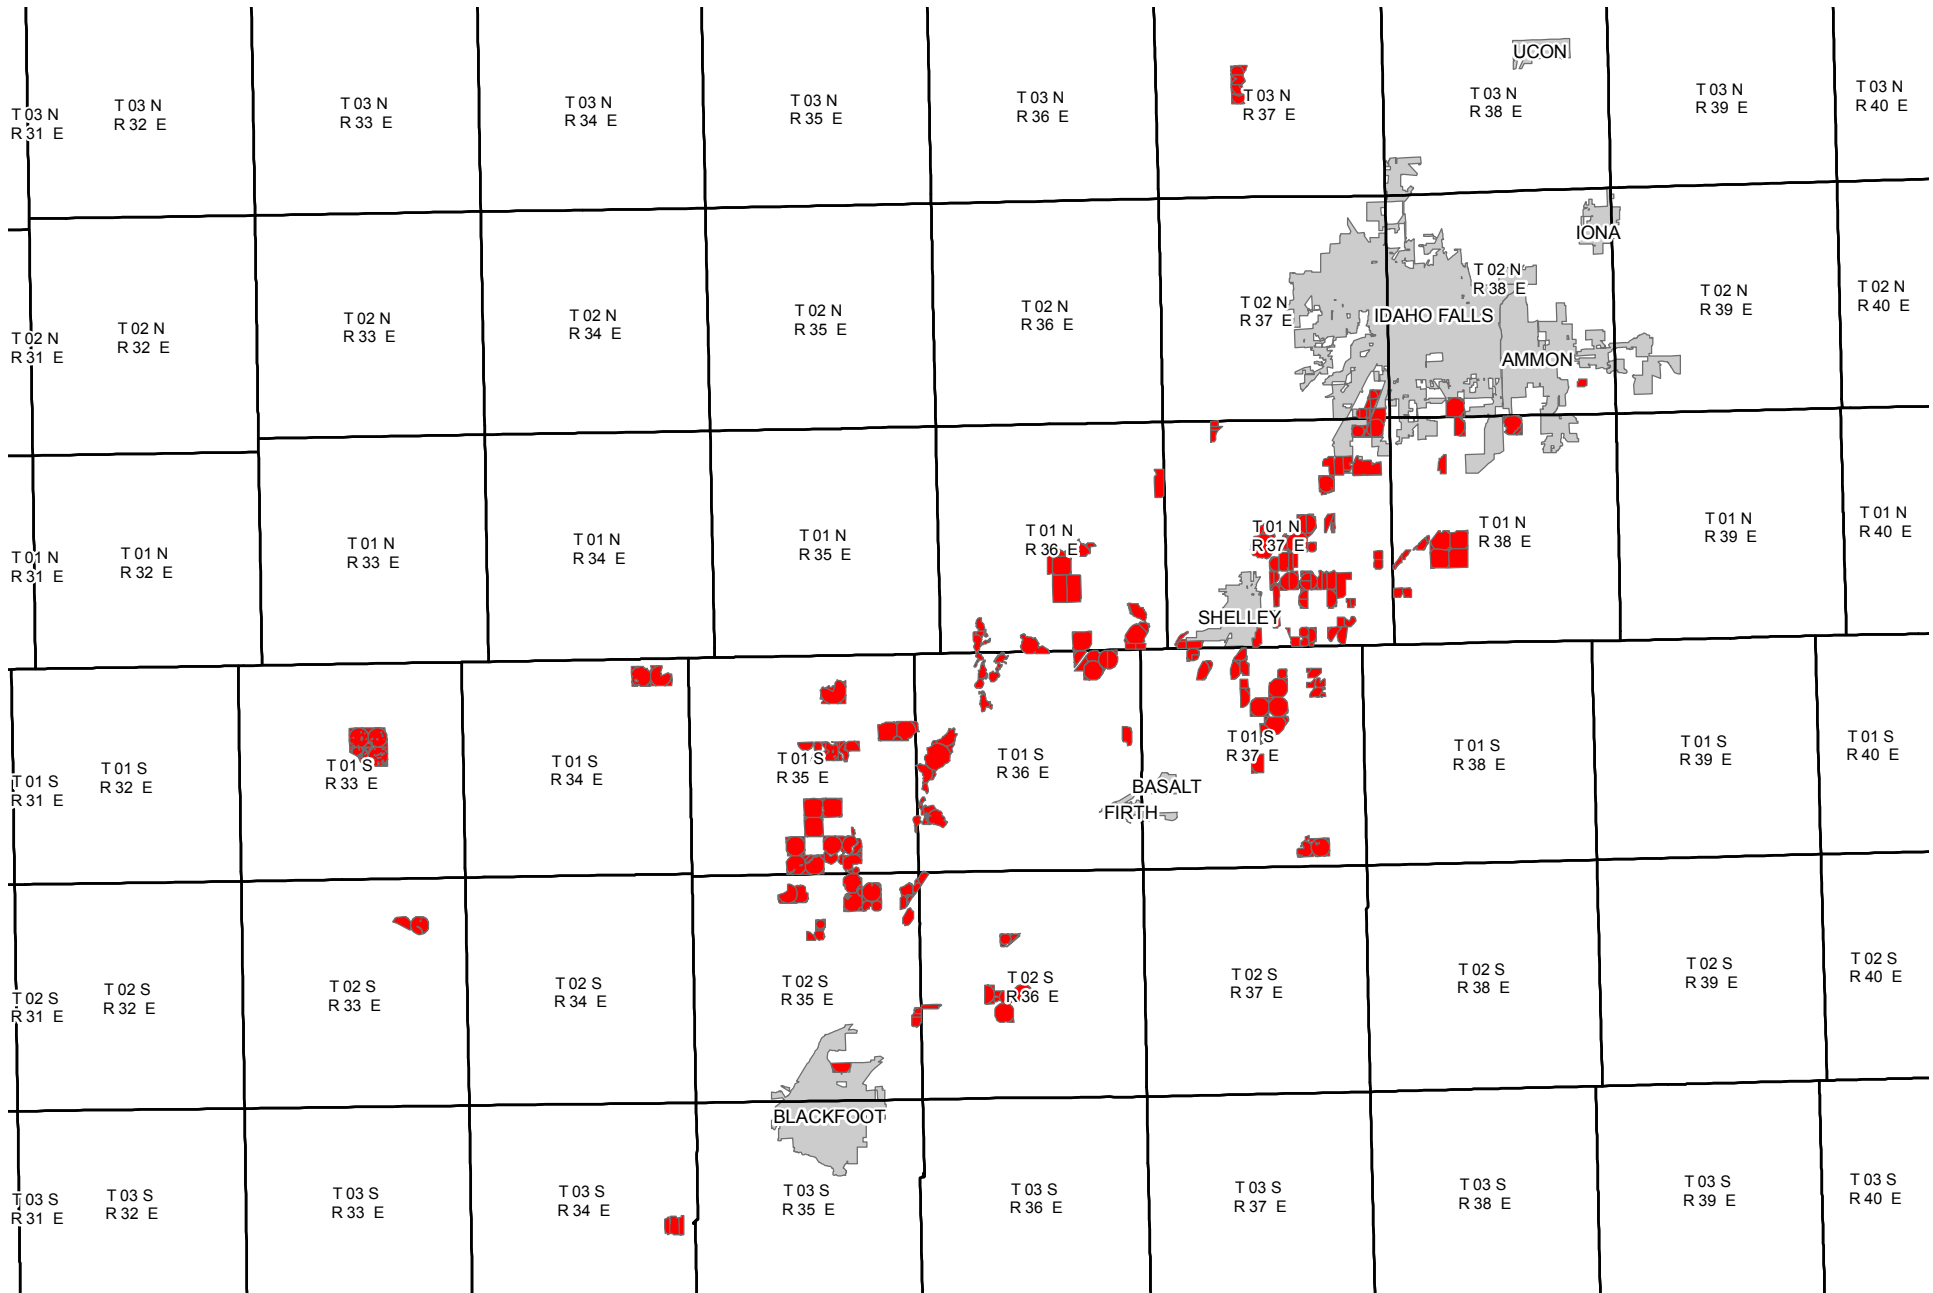 UCON
T 03 N
R 31 E
T 03 N
R 32 E
T 03 N
R 33 E
T 03 N
R 34 E
T 03 N
R 35 E
T 03 N
R 36 E
T 03 N
R 37 E
T 03 N
R 38 E
T 03 N
R 39 E
T 03 N
R 40 E
IONA
T 02 N
R 31 E
T 02 N
R 32 E
T 02 N
R 33 E
T 02 N
R 34 E
T 02 N
R 35 E
T 02 N
R 36 E
T 02 N
R 37 E
T 02 N
R 38 E
IDAHO FALLS
AMMON
T 02 N
R 39 E
T 02 N
R 40 E
T 01 N
R 31 E
T 01 N
R 32 E
T 01 N
R 33 E
T 01 N
R 34 E
T 01 N
R 35 E
T 01 N
R 36 E
T 01 N
R 37 E
T 01 N
R 38 E
T 01 N
R 39 E
T 01 N
R 40 E
SHELLEY
T 01 S
R 31 E
T 01 S
R 32 E
T 01 S
R 33 E
T 01 S
R 34 E
T 01 S
R 35 E
T 01 S
R 36 E
T 01 S
R 37 E
T 01 S
R 38 E
T 01 S
R 39 E
T 01 S
R 40 E
BASALT
FIRTH
T 02 S
R 31 E
T 02 S
R 32 E
T 02 S
R 33 E
T 02 S
R 34 E
T 02 S
R 35 E
T 02 S
R 36 E
T 02 S
R 37 E
T 02 S
R 38 E
T 02 S
R 39 E
T 02 S
R 40 E
BLACKFOOT
T 03 S
R 31 E
T 03 S
R 32 E
T 03 S
R 33 E
T 03 S
R 34 E
T 03 S
R 35 E
T 03 S
R 36 E
T 03 S
R 37 E
T 03 S
R 38 E
T 03 S
R 39 E
T 03 S
R 40 E